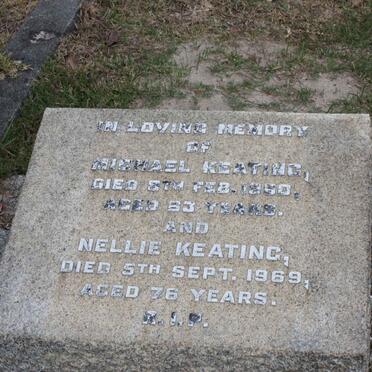 IN LOVING MEMORY
OF
MICHAEL KEATING,
DIED 8TH FEB. 1950,
AGED 63 YEARS.
AND
NELLIE KEATING,
DIED 5TH SEPT. 1969,
AGED 76 YEARS.
R.I.P.